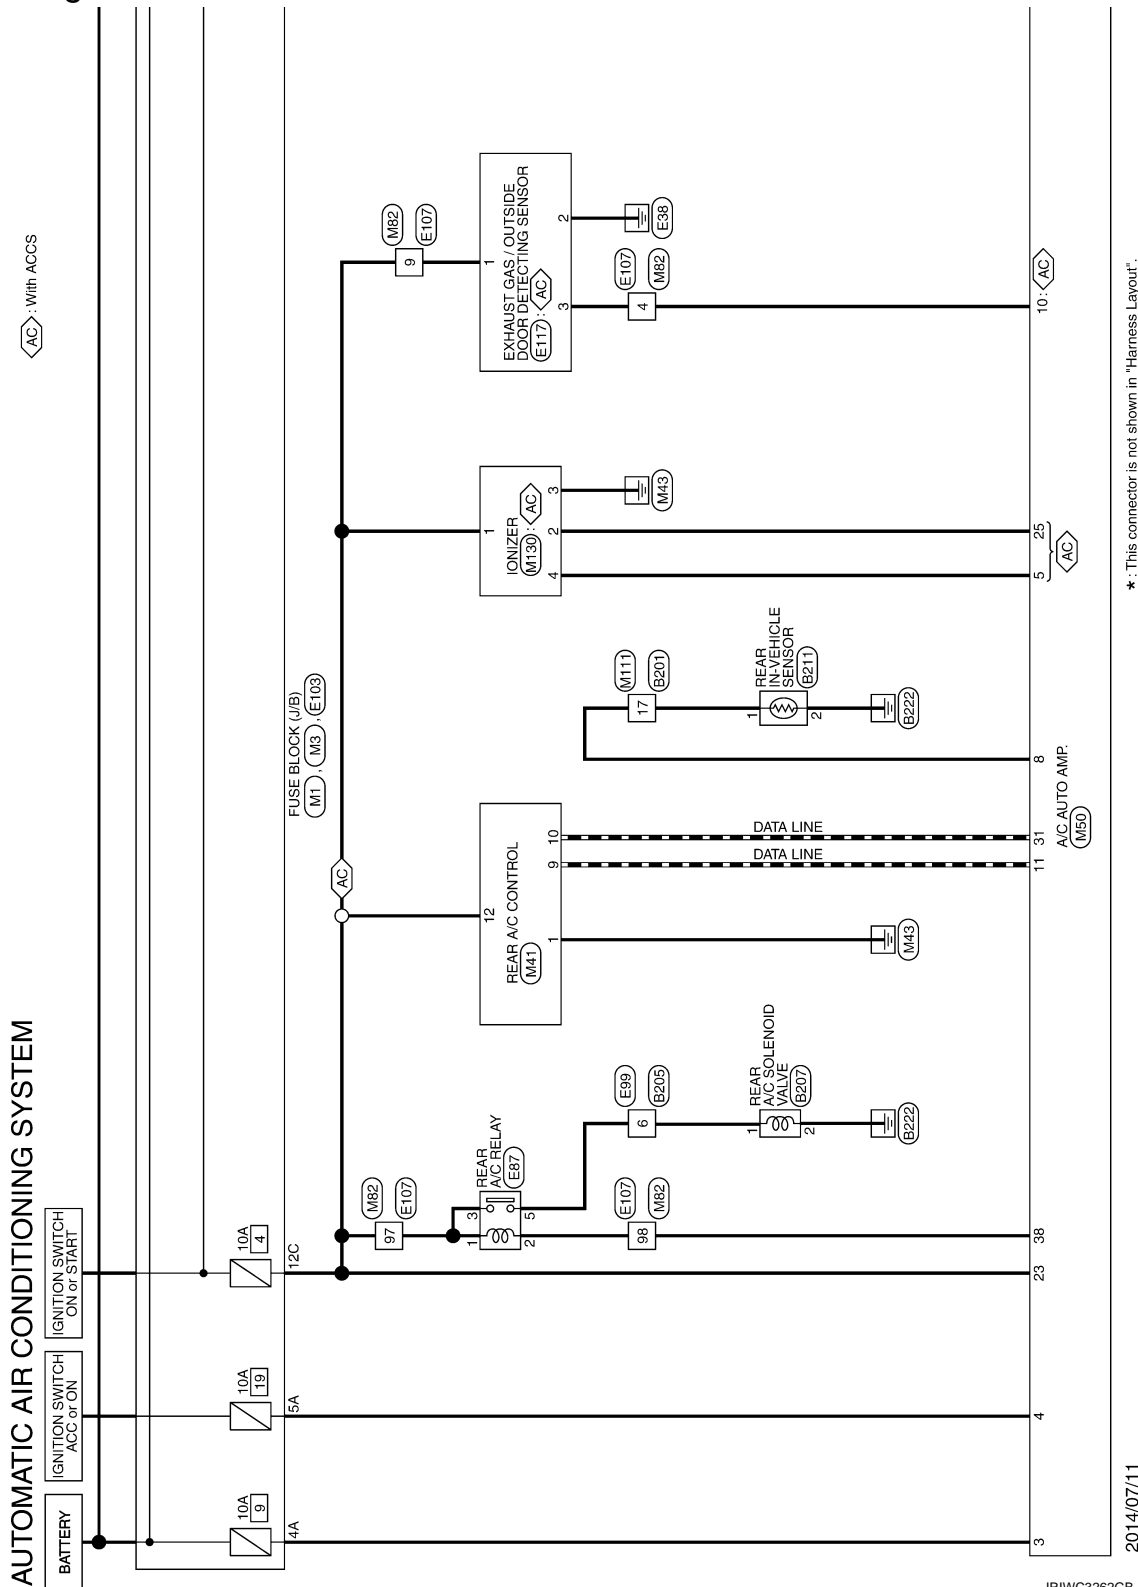 AUTOMATIC AIR CONDITIONING SYSTEM
AC : With ACCS
BATTERY
IGNITION SWITCH
ACC or ON
IGNITION SWITCH
ON or START
10A
9
10A
19
10A
4
4A
5A
12C
FUSE BLOCK (J/B)
M1 , M3 , E103
AC
M82
E107
97
REAR
A/C RELAY
E87
1
3
2
5
E107
M82
98
E99
B205
6
REAR
A/C SOLENOID
VALVE
B207
1
2
B222
12
REAR A/C CONTROL
M41
1
9
10
M43
DATA LINE
DATA LINE
M111
B201
17
REAR
IN-VEHICLE
SENSOR
B211
1
2
B222
1
IONIZER
M130 : AC
4
2
3
M43
M82
E107
9
1
EXHAUST GAS / OUTSIDE
DOOR DETECTING SENSOR
E117 : AC
3
2
E107
M82
4
E38
3
4
23
38
11
31
8
5
25
AC
10 : AC
A/C AUTO AMP.
M50
* : This connector is not shown in "Harness Layout".
2014/07/11